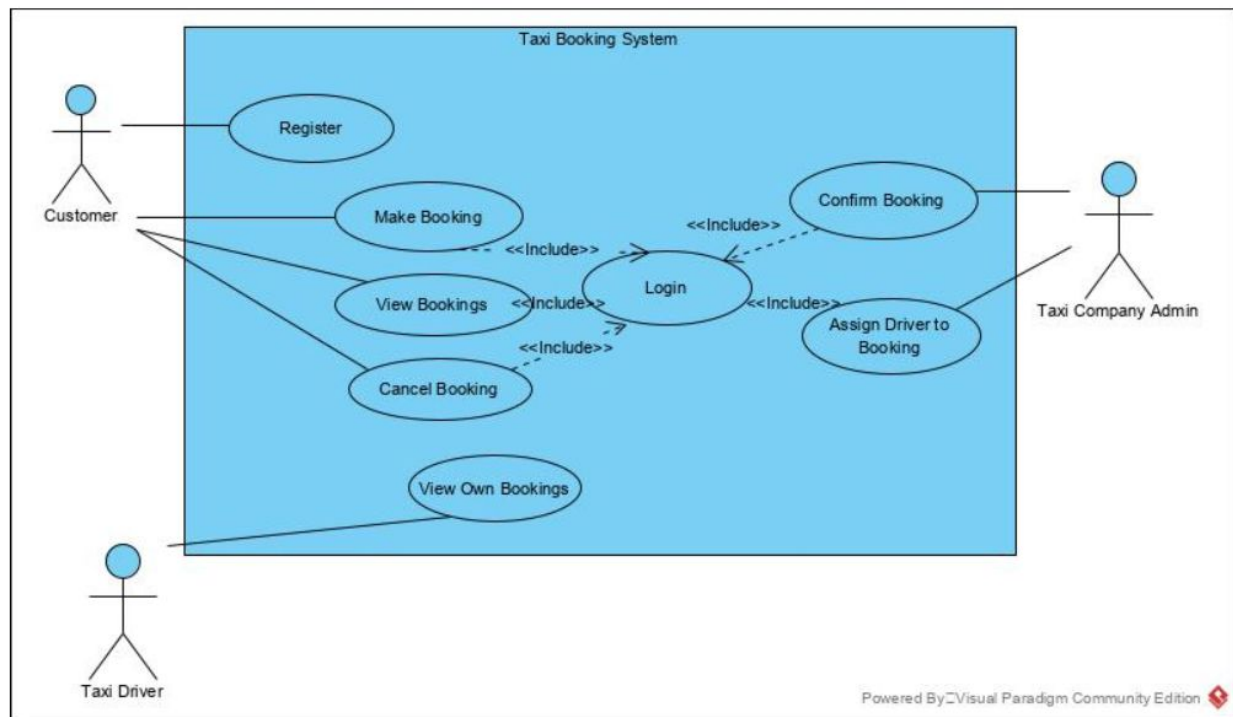 Taxi Booking System
Register
Customer
Make Booking
<<Include>>
Confirm Booking
<<Include>>
View Bookings
<<Include>>
Login
<<Include>>
Taxi Company Admin
Assign Driver to
Booking
<<Include>>
Cancel Booking
View Own Bookings
Taxi Driver
Powered By Visual Paradigm Community Edition